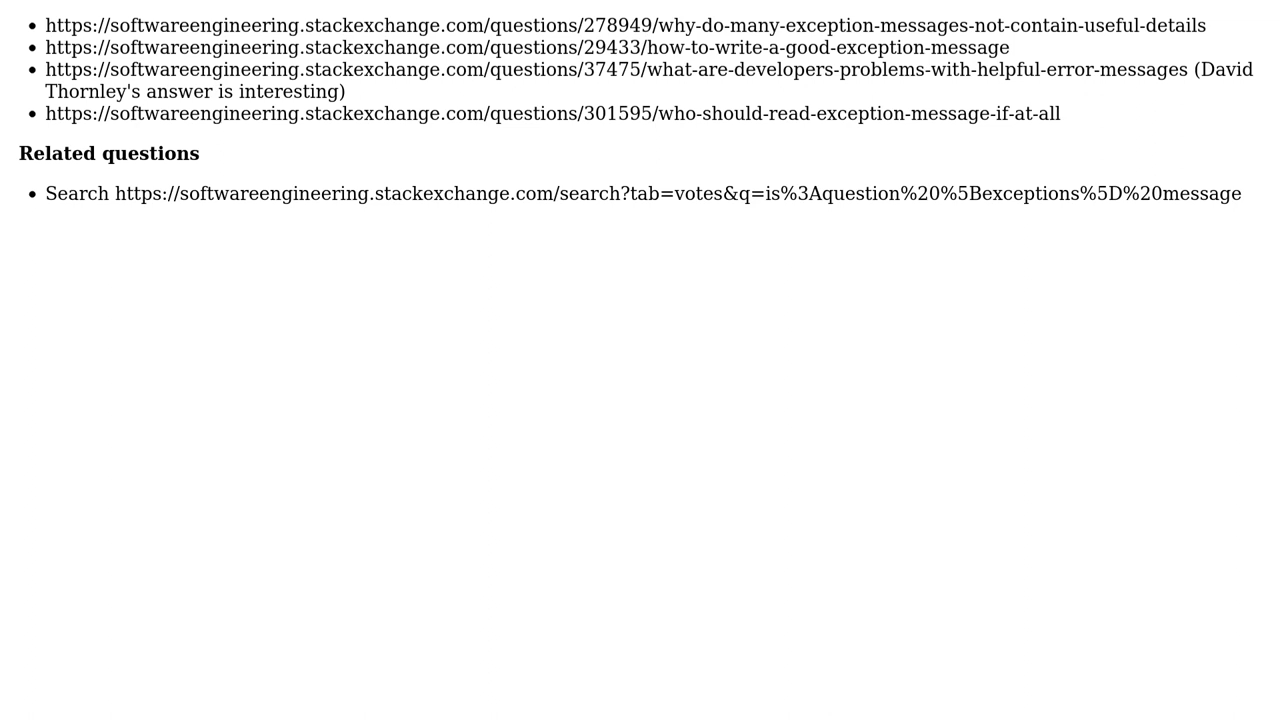 • https://softwareengineering.stackexchange.com/questions/278949/why-do-many-exception-messages-not-contain-useful-details
• https://softwareengineering.stackexchange.com/questions/29433/how-to-write-a-good-exception-message
• https://softwareengineering.stackexchange.com/questions/37475/what-are-developers-problems-with-helpful-error-messages (David
Thornley's answer is interesting)
• https://softwareengineering.stackexchange.com/questions/301595/who-should-read-exception-message-if-at-all
Related questions
• Search https://softwareengineering.stackexchange.com/search?tab=votes&q=is%3Aquestion%20%5Bexceptions%5D%20message